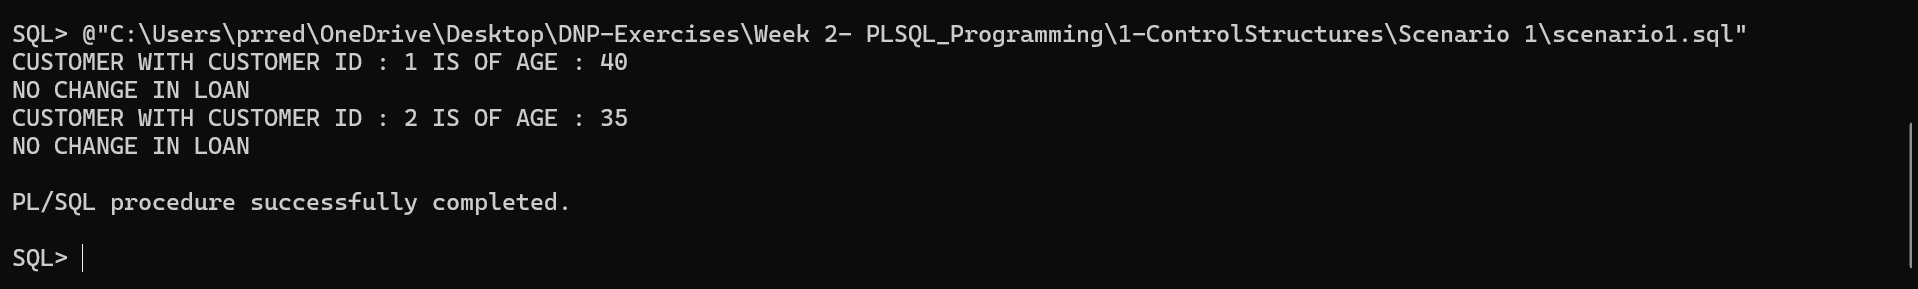 SQL> @"C:\Users\prred\OneDrive\Desktop\DNP-Exercises\Week 2- PLSQL_Programming\1-ControlStructures\Scenario 1\scenario1.sql"
CUSTOMER WITH CUSTOMER ID : 1 IS OF AGE : 40
NO CHANGE IN LOAN
CUSTOMER WITH CUSTOMER ID : 2 IS OF AGE : 35
NO CHANGE IN LOAN
PL/SQL procedure successfully completed.
SQL>